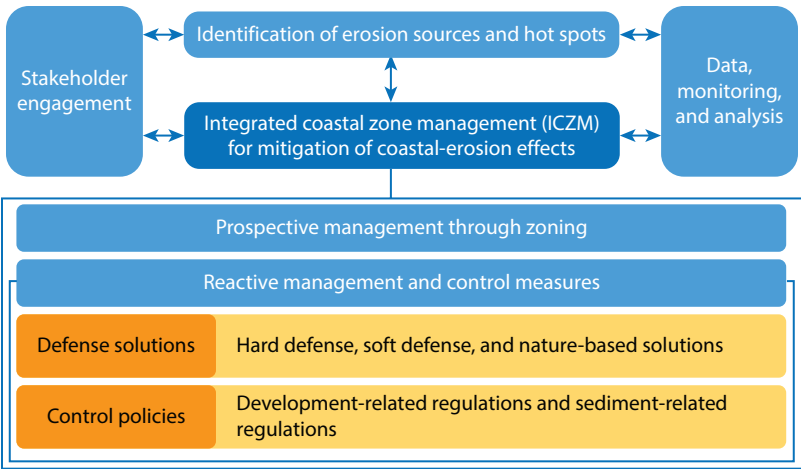 Identification of erosion sources and hot spots
Stakeholder
engagement
Data,
monitoring,
and analysis
Integrated coastal zone management (ICZM)
for mitigation of coastal-erosion effects
Prospective management through zoning
Reactive management and control measures
Defense solutions
Hard defense, soft defense, and nature-based solutions
Control policies
Development-related regulations and sediment-related
regulations